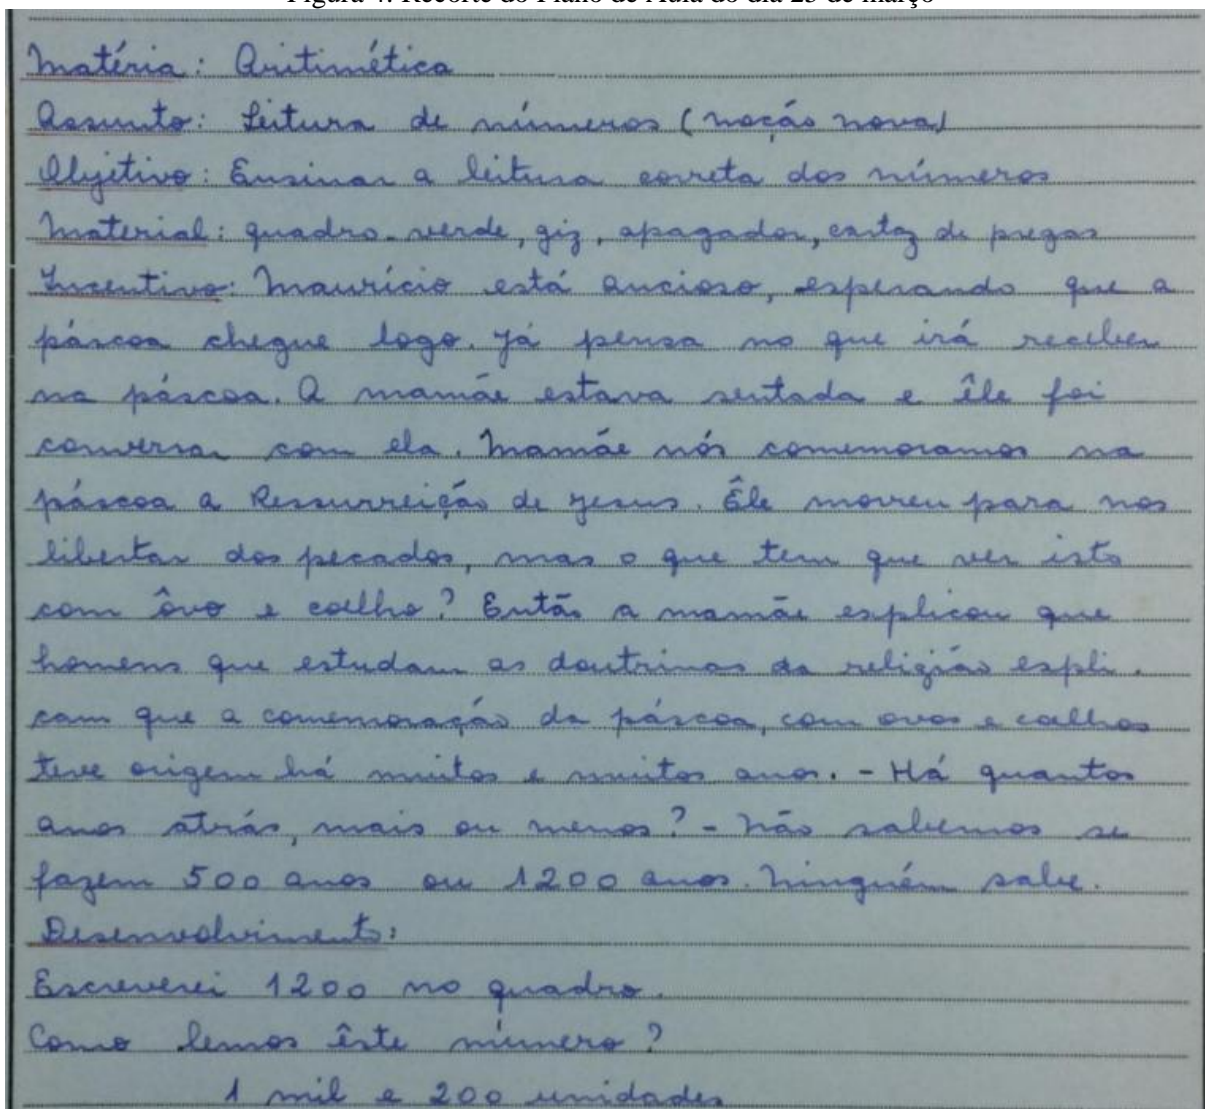 Figura 4: Recorte do Plano de Aula do dia 25 de março
Matéria: Aritimética
Assunto: Leitura de números (noção nova)
Objetivo: Ensinar a leitura correta dos números
Material: quadro-verde, giz, apagador, cartaz de pregas
Incentivo: Maurício está ancioso, esperando que a
páscoa chegue logo. Já pensa no que irá receber
na páscoa. A mamãe estava sentada e êle foi
conversar com ela. Mamãe nós comemoramos na
páscoa a Ressurreição de Jesus. Êle morreu para nos
libertar dos pecados, mas o que tem que ver isto
com ôvo e coelho? Então a mamãe explicou que
homens que estudam as doutrinas da religião expli-
cam que a comemoração da páscoa, com ovos e coelhos
teve origem há muitos e muitos anos. - Há quantos
anos atrás, mais ou menos? - Não sabemos se
fazem 500 anos ou 1200 anos. Ninguém sabe.
Desenvolvimento:
Escreverei 1200 no quadro.
Como lemos êste número?
1 mil e 200 unidades